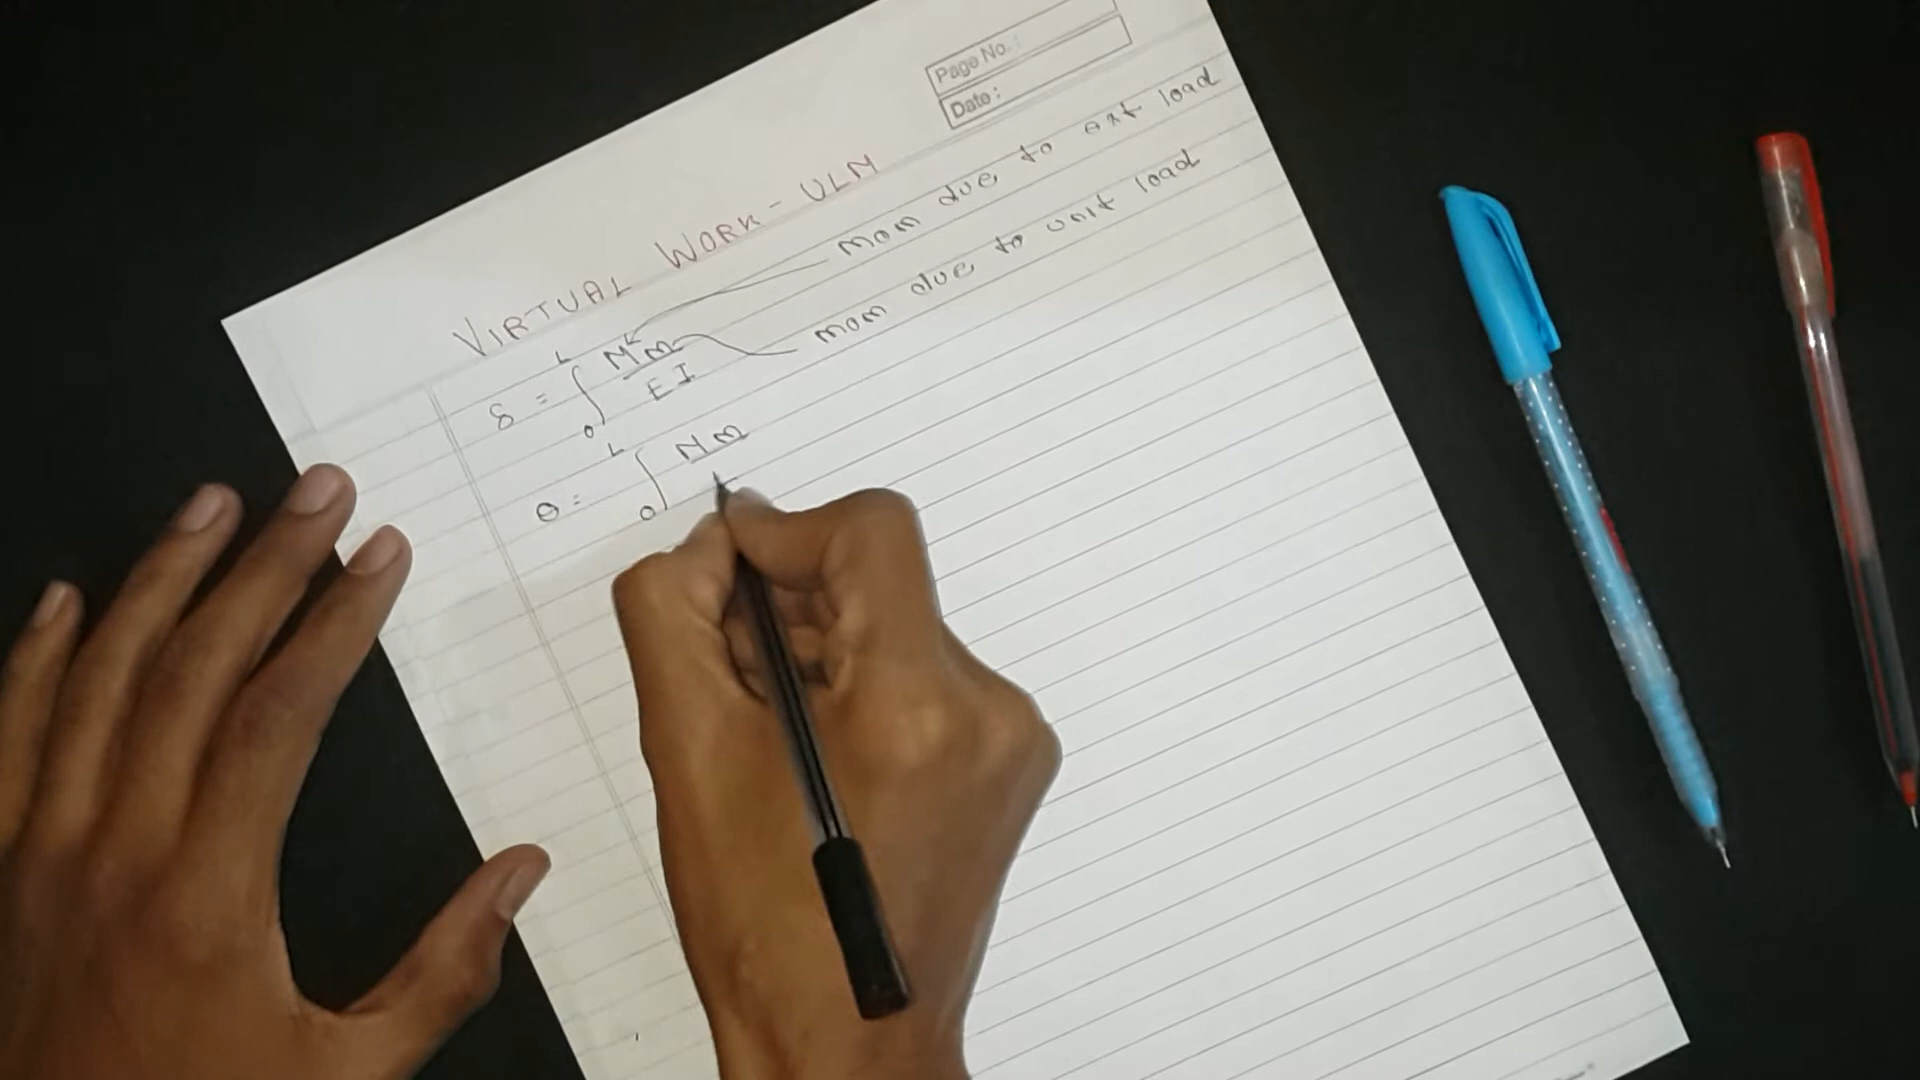 Page No. :
Date :
VIRTUAL WORK - ULM
mom due to ext load
δ = ∫₀ᴸ Mm/EI
mom due to unit load
θ = ∫₀ᴸ Mm